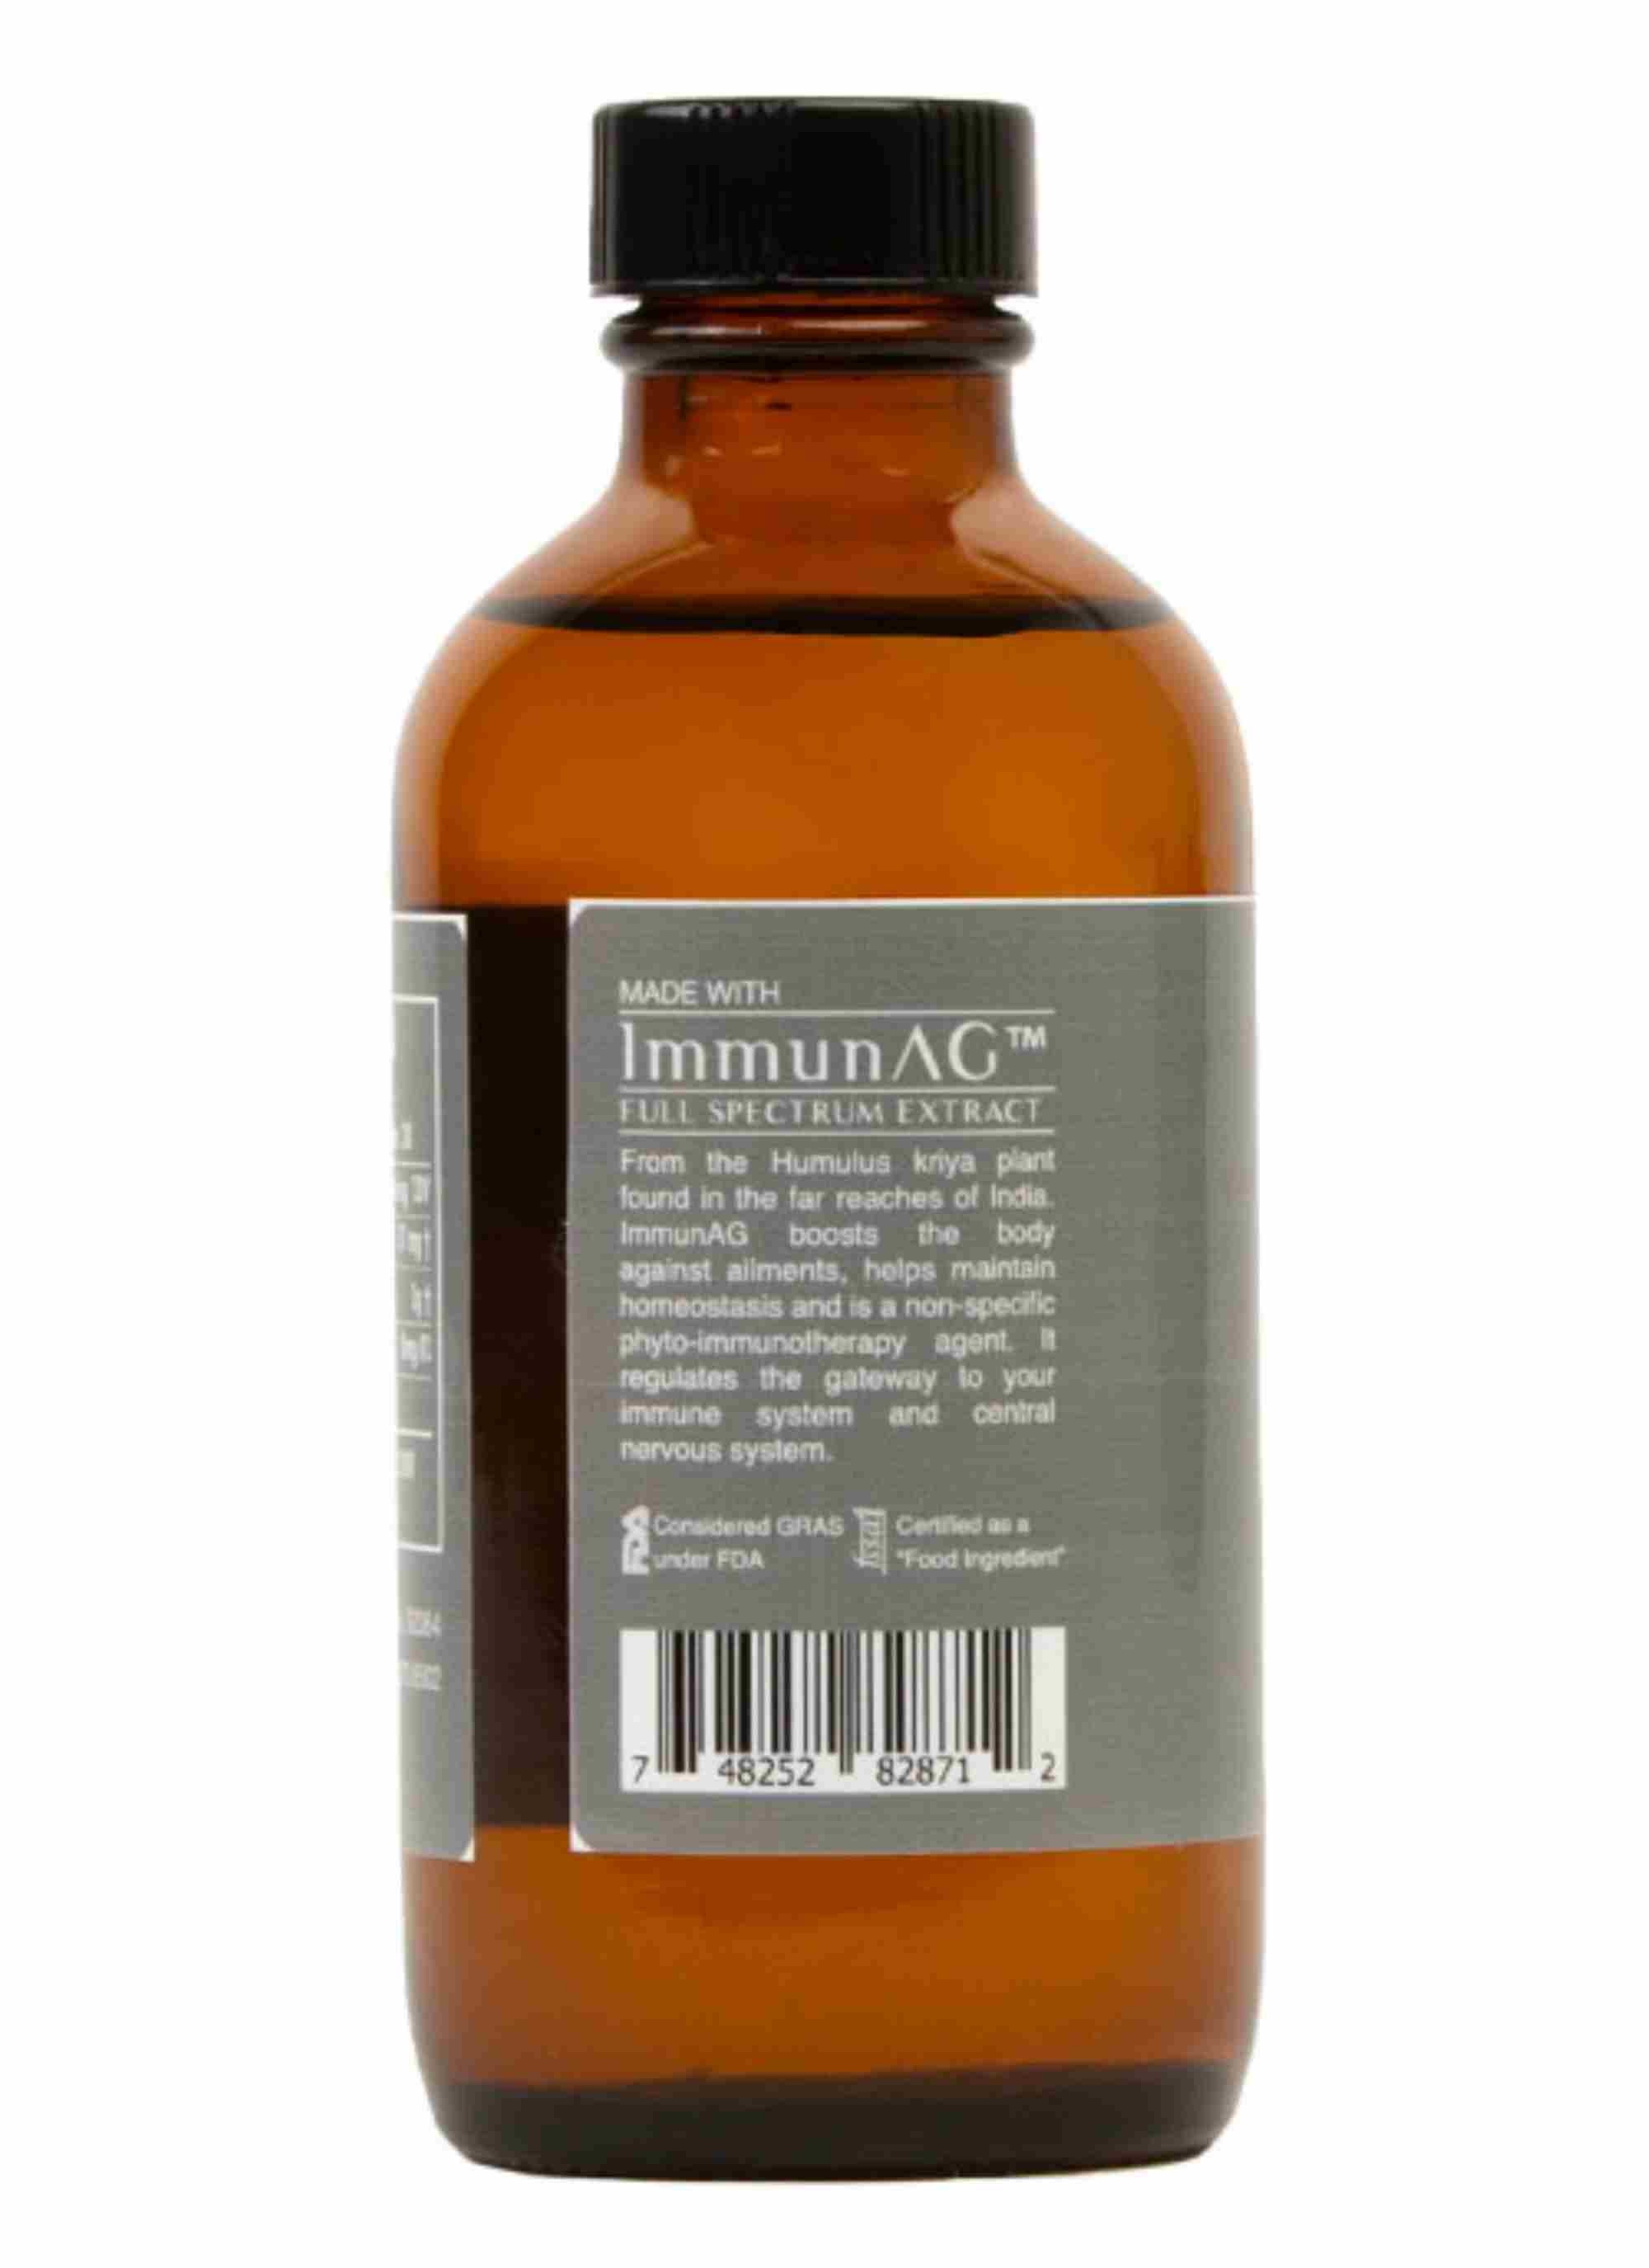 MADE WITH
ImmunAG™
FULL SPECTRUM EXTRACT
From the Humulus kriya plant
found in the far reaches of India.
ImmunAG boosts the body
against ailments, helps maintain
homeostasis and is a non-specific
phyto-immunotherapy agent. It
regulates the gateway to your
immune system and central
nervous system.
FDA Considered GRAS
under FDA
fssai Certified as a
"Food Ingredient"
7 48252 82871 2